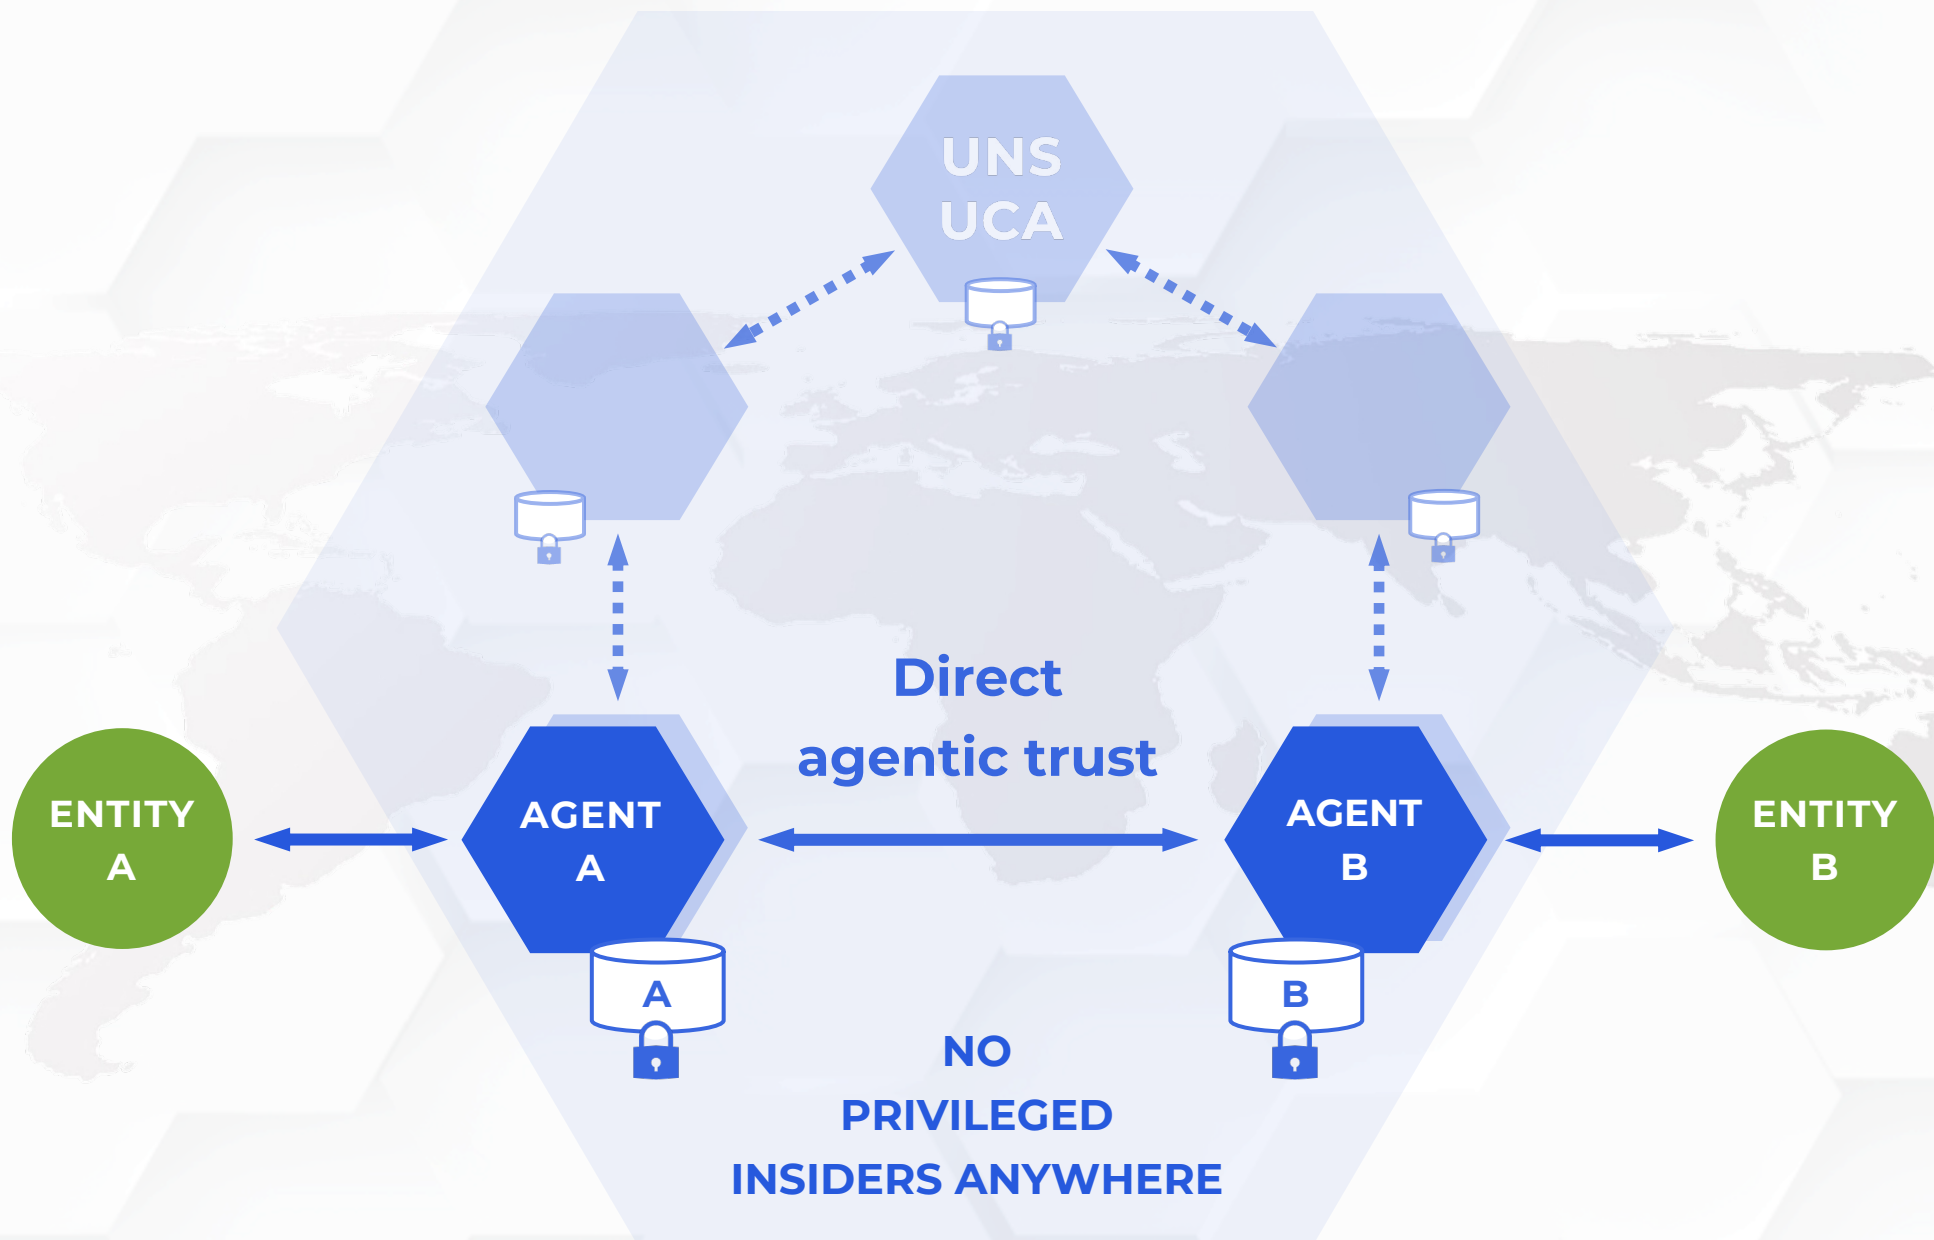 UNS
UCA
Direct
agentic trust
ENTITY
A
AGENT
A
AGENT
B
ENTITY
B
A
B
NO
PRIVILEGED
INSIDERS ANYWHERE